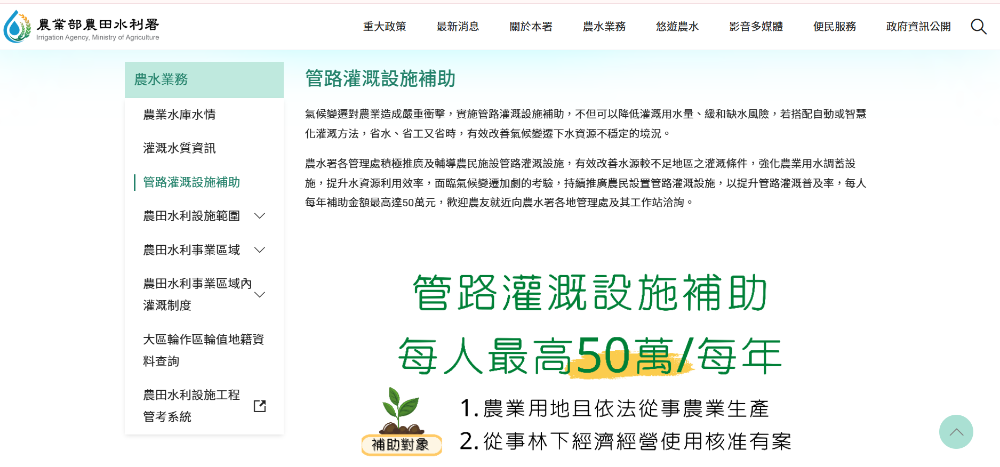 農業部農田水利署
Irrigation Agency, Ministry of Agriculture
重大政策 最新消息 關於本署 農水業務 悠遊農水 影音多媒體 便民服務 政府資訊公開
農水業務
農業水庫水情
灌溉水質資訊
管路灌溉設施補助
農田水利設施範圍
農田水利事業區域
農田水利事業區域內
灌溉制度
大區輪作區輪值地籍資
料查詢
農田水利設施工程
管考系統
管路灌溉設施補助
氣候變遷對農業造成嚴重衝擊，實施管路灌溉設施補助，不但可以降低灌溉用水量、緩和缺水風險，若搭配自動或智慧
化灌溉方法，省水、省工又省時，有效改善氣候變遷下水資源不穩定的境況。
農水署各管理處積極推廣及輔導農民施設管路灌溉設施，有效改善水源較不足地區之灌溉條件，強化農業用水調蓄設
施，提升水資源利用效率，面臨氣候變遷加劇的考驗，持續推廣農民設置管路灌溉設施，以提升管路灌溉普及率，每人
每年補助金額最高達50萬元，歡迎農友就近向農水署各地管理處及其工作站洽詢。
管路灌溉設施補助
每人最高50萬/每年
補助對象
1.農業用地且依法從事農業生產
2.從事林下經濟經營使用核准有案